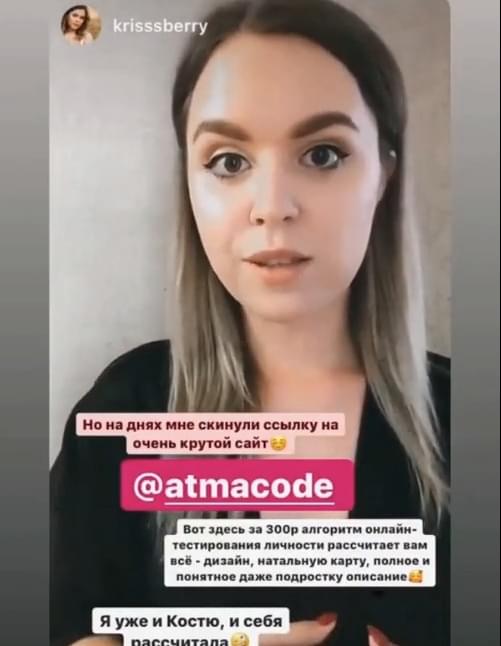 krisssberry
Но на днях мне скинули ссылку на
очень крутой сайт☺️
@atmacode
Вот здесь за 300р алгоритм онлайн-
тестирования личности рассчитает вам
всё - дизайн, натальную карту, полное и
понятное даже подростку описание🥰
Я уже и Костю, и себя
рассчитала🤪